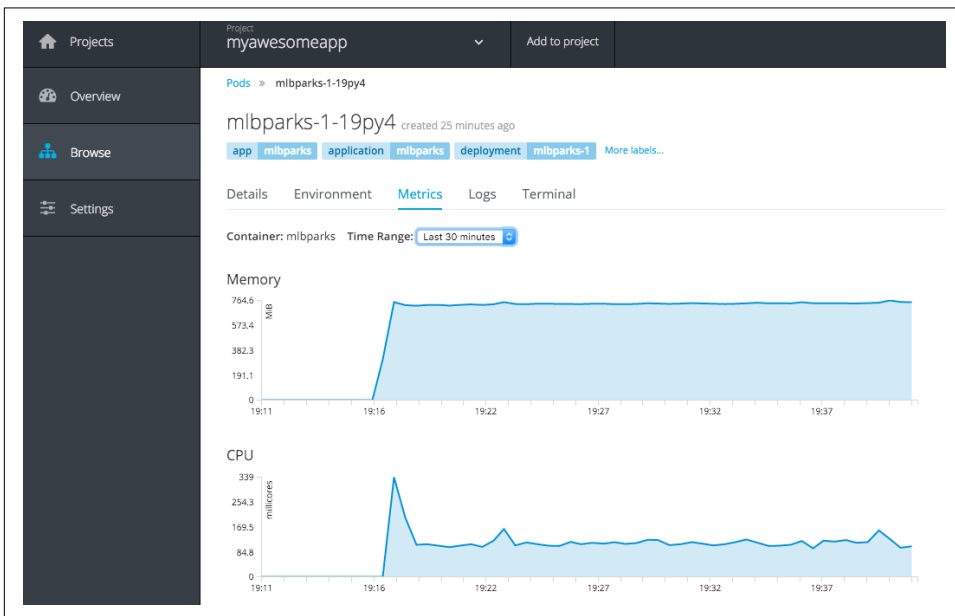 Projects
Project
myawesomeapp
Add to project
Overview
Browse
Settings
Pods » mlbparks-1-19py4
mlbparks-1-19py4 created 25 minutes ago
app mlbparks application mlbparks deployment mlbparks-1 More labels...
Details Environment Metrics Logs Terminal
Container: mlbparks Time Range: Last 30 minutes
Memory
764.6
573.4
382.3
191.1
0
MiB
19:11 19:16 19:22 19:27 19:32 19:37
CPU
339
254.3
169.5
84.8
0
millicores
19:11 19:16 19:22 19:27 19:32 19:37